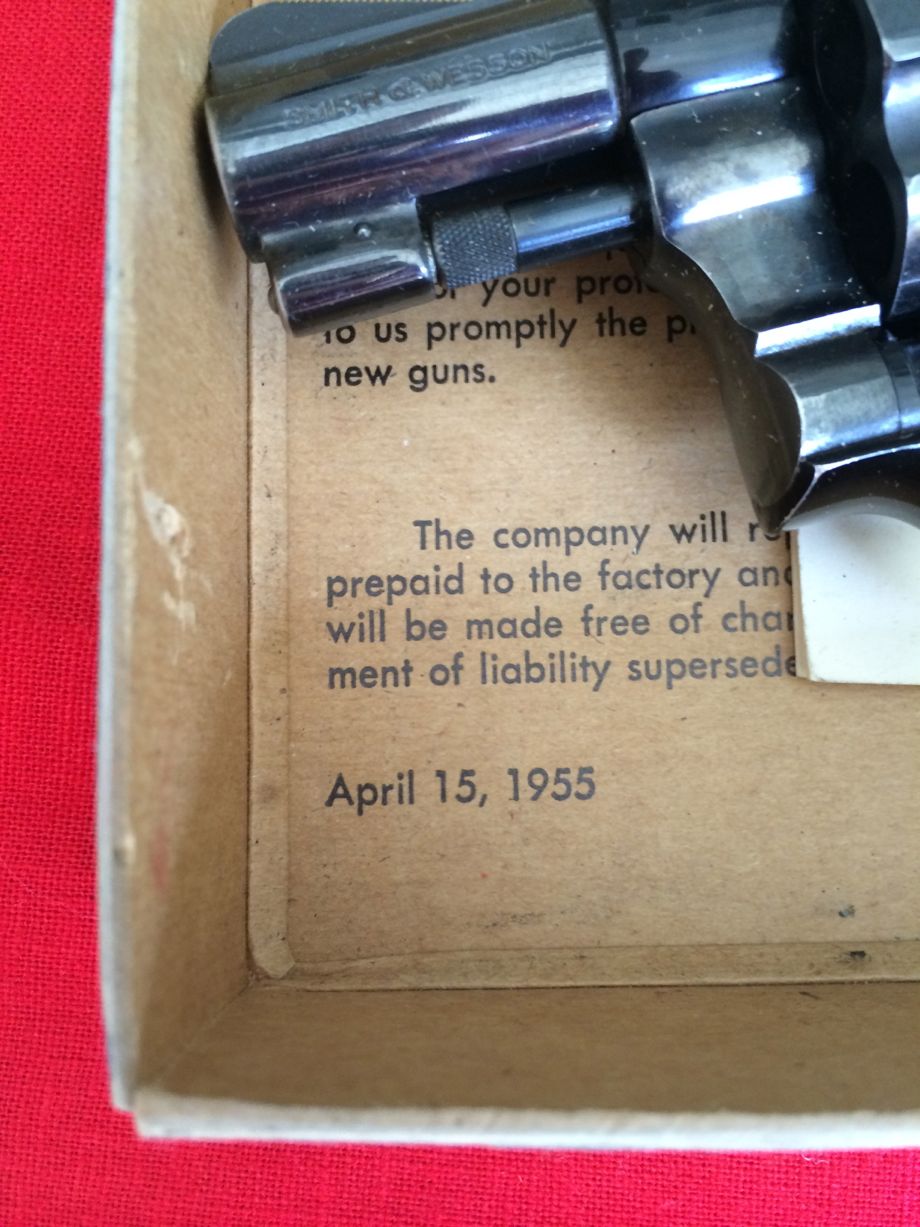 SMITH & WESSON
your
to us promptly the
new guns.
The company will
prepaid to the factory and
will be made free of
ment of liability
April 15, 1955